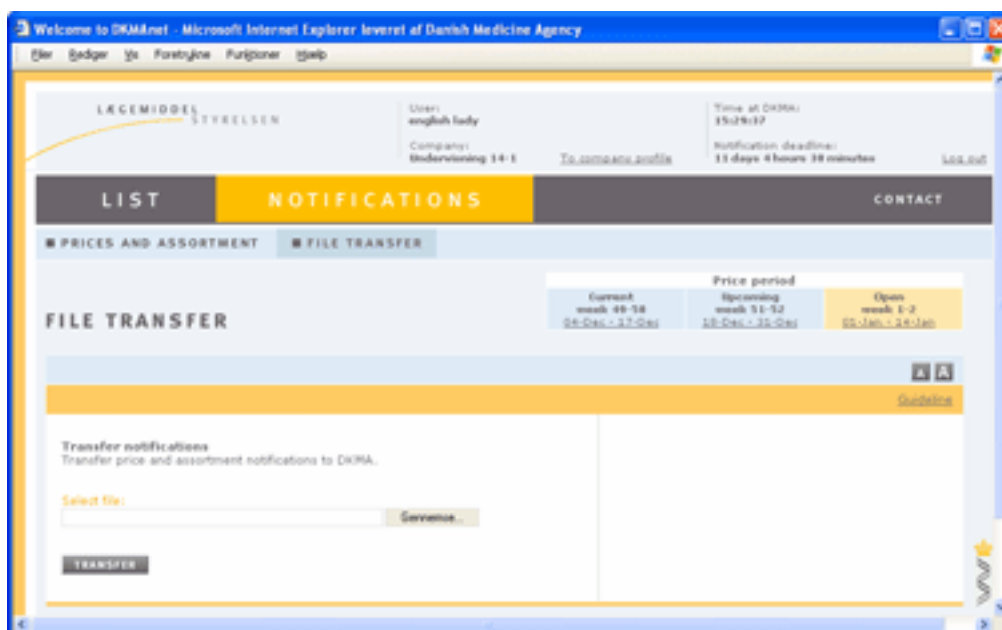 Welcome to DKMAnet - Microsoft Internet Explorer leveret af Danish Medicine Agency
Filer Rediger Vis Foretrukne Funktioner Hjælp
LÆGEMIDDEL
STYRELSEN
User:
english lady
Company:
Undervisning 14-1
To company profile
Time at DKMA:
15:29:37
Notification deadline:
11 days 4 hours 30 minutes
Log out
LIST NOTIFICATIONS CONTACT
PRICES AND ASSORTMENT FILE TRANSFER
Price period
Current
week 49-50
04-Dec - 17-Dec
Upcoming
week 51-52
18-Dec - 31-Dec
Open
week 1-2
01-Jan - 14-Jan
FILE TRANSFER
A A
Guideline
Transfer notifications
Transfer price and assortment notifications to DKMA.
Select file:
Gennemse...
TRANSFER